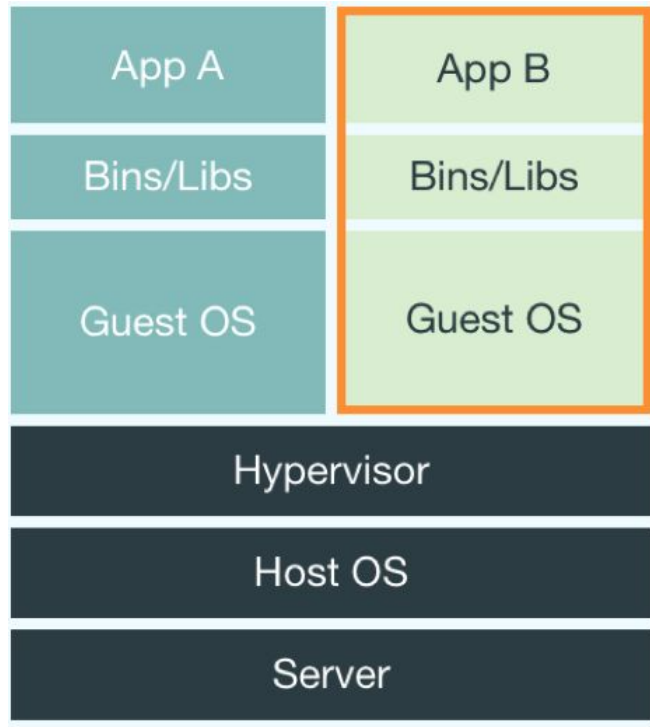 App A
App B
Bins/Libs
Bins/Libs
Guest OS
Guest OS
Hypervisor
Host OS
Server